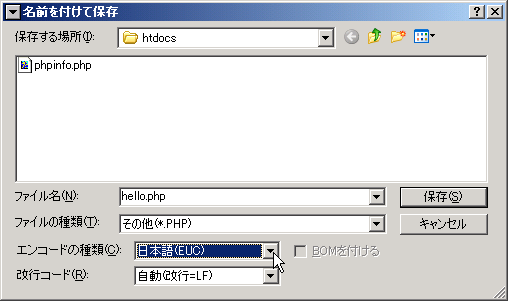 名前を付けて保存
保存する場所(I): htdocs
phpinfo.php
ファイル名(N): hello.php 保存(S)
ファイルの種類(T): その他(*.PHP) キャンセル
エンコードの種類(C): 日本語(EUC) BOMを付ける
改行コード(R): 自動(改行=LF)